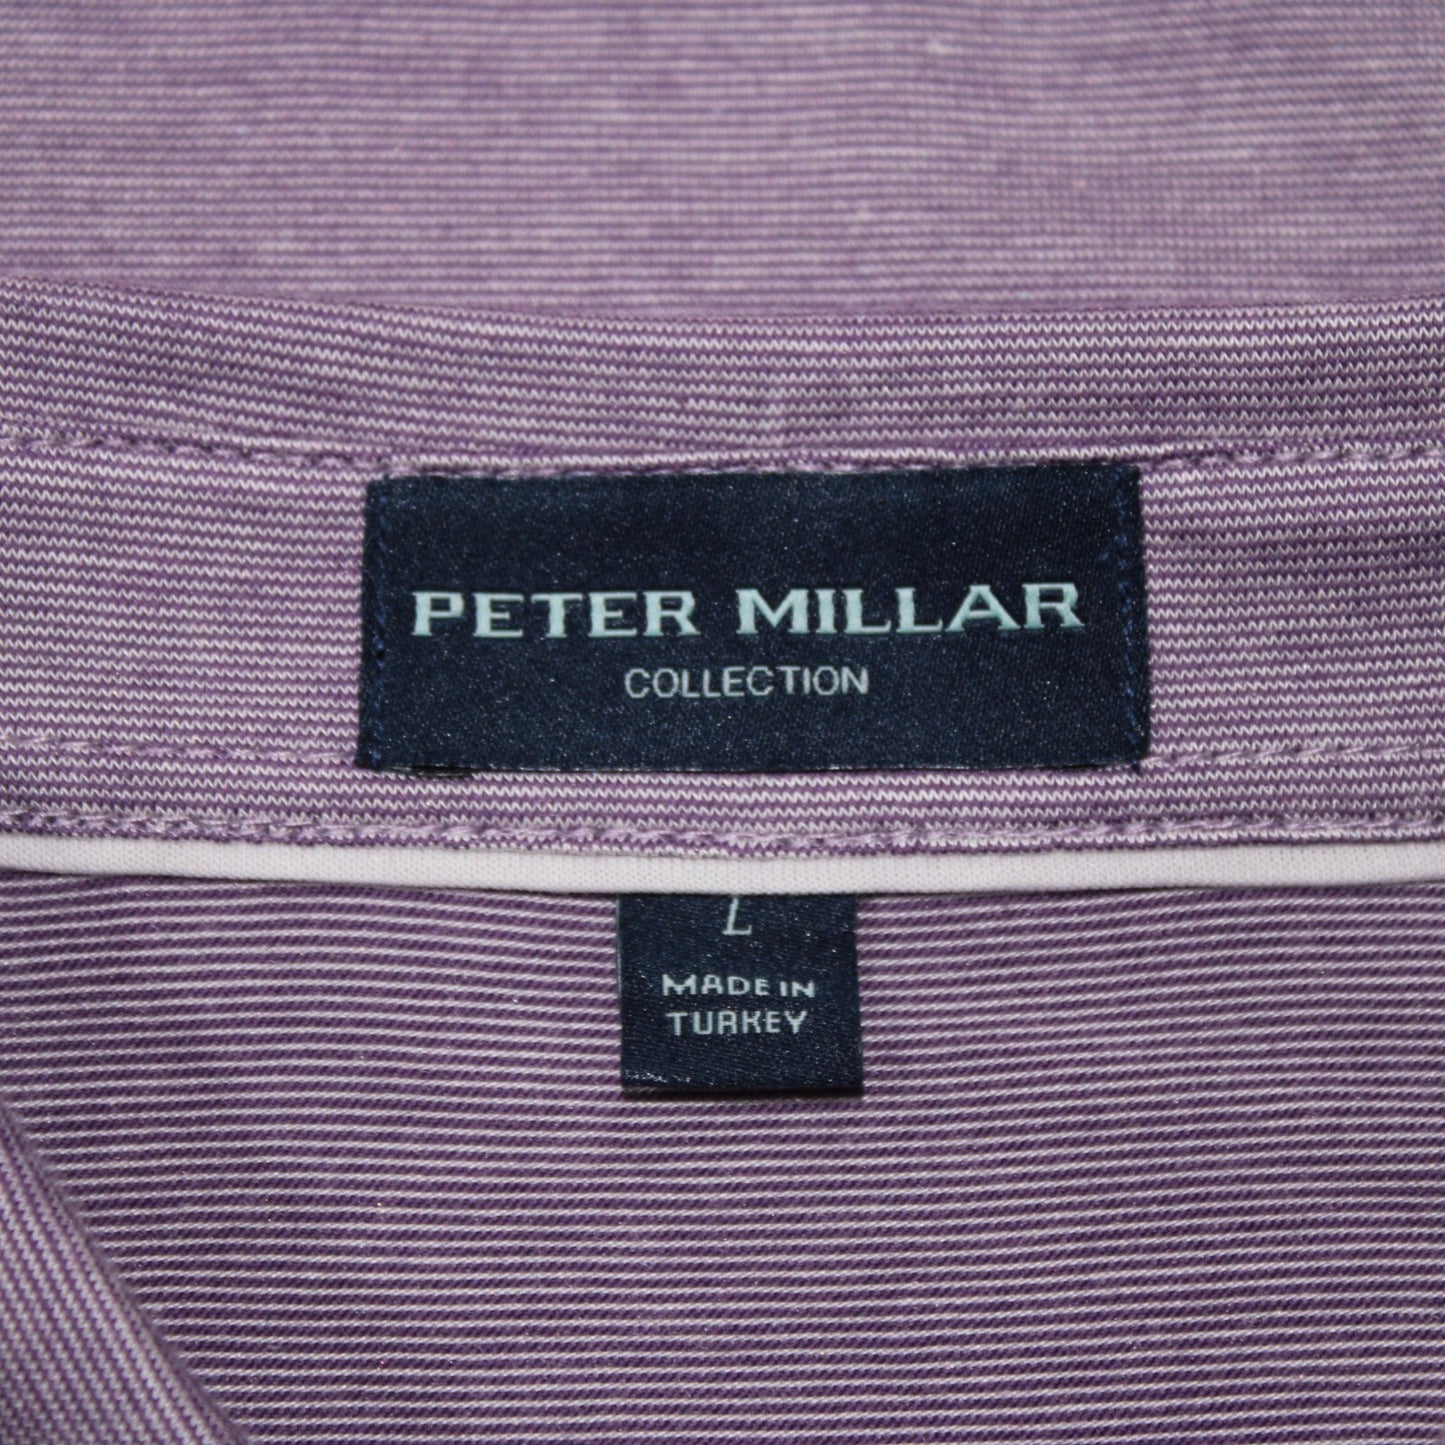 PETER MILLAR
COLLECTION
L
MADE IN
TURKEY